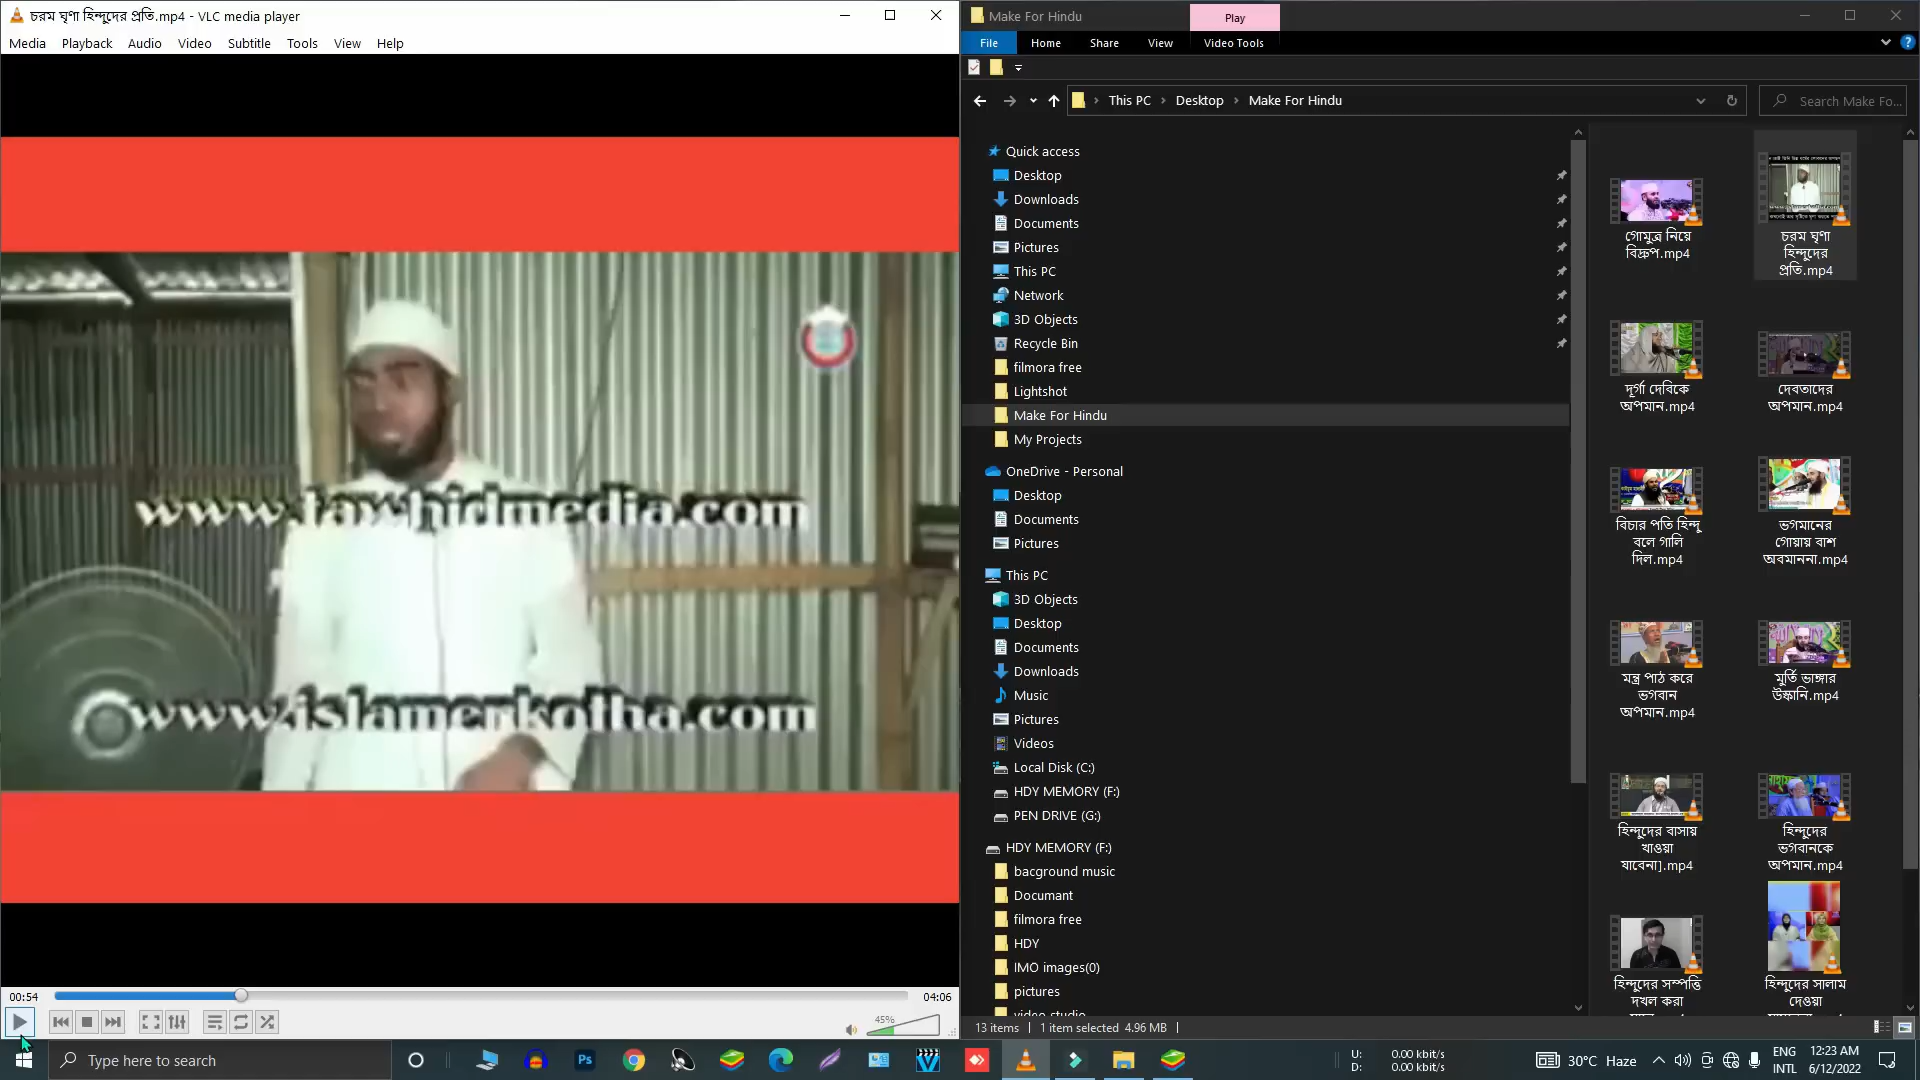 চরম ঘৃণা হিন্দুদের প্রতি.mp4 - VLC media player
Media Playback Audio Video Subtitle Tools View Help
www.tawhidmedia.com
www.islamerkotha.com
00:54
04:06
45%
Make For Hindu
Play
File Home Share View Video Tools
This PC Desktop Make For Hindu
Search Make Fo...
Quick access
Desktop
Downloads
Documents
Pictures
This PC
Network
3D Objects
Recycle Bin
filmora free
Lightshot
Make For Hindu
My Projects
OneDrive - Personal
Desktop
Documents
Pictures
This PC
3D Objects
Desktop
Documents
Downloads
Music
Pictures
Videos
Local Disk (C:)
HDY MEMORY (F:)
PEN DRIVE (G:)
HDY MEMORY (F:)
bacground music
Documant
filmora free
HDY
IMO images(0)
pictures
video studio
গোমুত্র নিয়ে
বিদ্রুপ.mp4
চরম ঘৃণা
হিন্দুদের
প্রতি.mp4
দূর্গা দেবিকে
অপমান.mp4
দেবতাদের
অপমান.mp4
বিচার পতি হিন্দু
বলে গালি
দিল.mp4
ভগমানের
গোয়ায় বাশ
অবমাননা.mp4
মন্ত্র পাঠ করে
ভগবান
অপমান.mp4
মুর্তি ভাঙ্গার
উস্কানি.mp4
হিন্দুদের বাসায়
খাওয়া
যাবেনা].mp4
হিন্দুদের
ভগবানকে
অপমান.mp4
হিন্দুদের সম্পত্তি
দখল করা
হিন্দুদের সালাম
দেওয়া
13 items 1 item selected 4.96 MB
Type here to search
U: 0.00 kbit/s
D: 0.00 kbit/s
30°C Haze
ENG
INTL
12:23 AM
6/12/2022